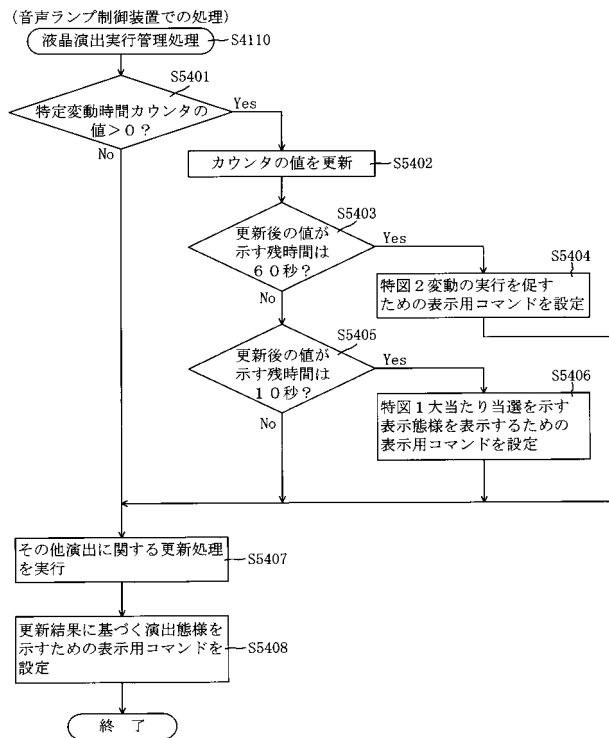 (音声ランプ制御装置での処理)
液晶演出実行管理処理
S4110
S5401
特定変動時間カウンタの
値>0?
Yes
No
カウンタの値を更新
S5402
S5403
更新後の値が
示す残時間は
60秒?
Yes
No
S5404
特図2変動の実行を促す
ための表示用コマンドを設定
S5405
更新後の値が
示す残時間は
10秒?
Yes
No
S5406
特図1大当たり当選を示す
表示態様を表示するための
表示用コマンドを設定
その他演出に関する更新処理
を実行
S5407
更新結果に基づく演出態様を
示すための表示用コマンドを
設定
S5408
終 了